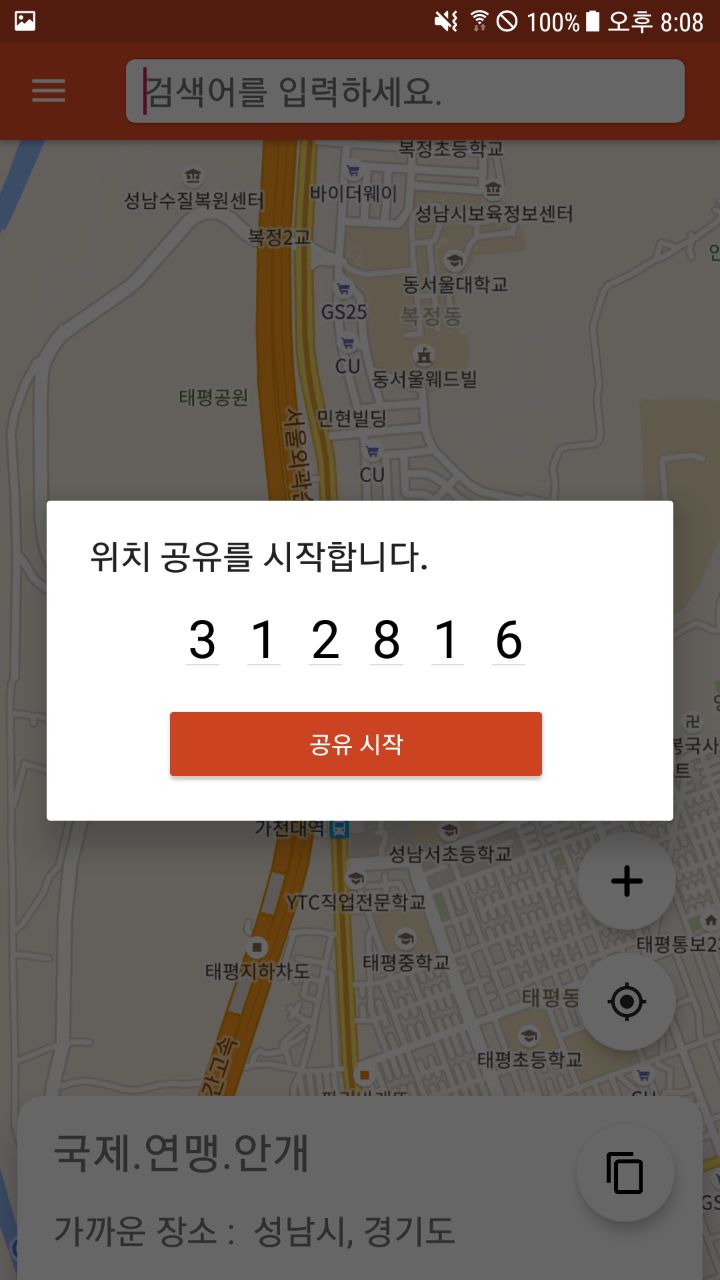 100% 오후 8:08
검색어를 입력하세요.
복정초등학교
성남수질복원센터
바이더웨이
성남시보육정보센터
복정2교
동서울대학교
GS25
복정동
CU
동서울웨드빌
태평공원
민현빌딩
서울외곽순
CU
위치 공유를 시작합니다.
3 1 2 8 1 6
공유 시작
봉국사
트
가천대역
성남서초등학교
YTC직업전문학교
태평통보2
태평중학교
태평지하차도
태평동
태평초등학교
속고
CU
국제.연맹.안개
GS
가까운 장소 : 성남시, 경기도